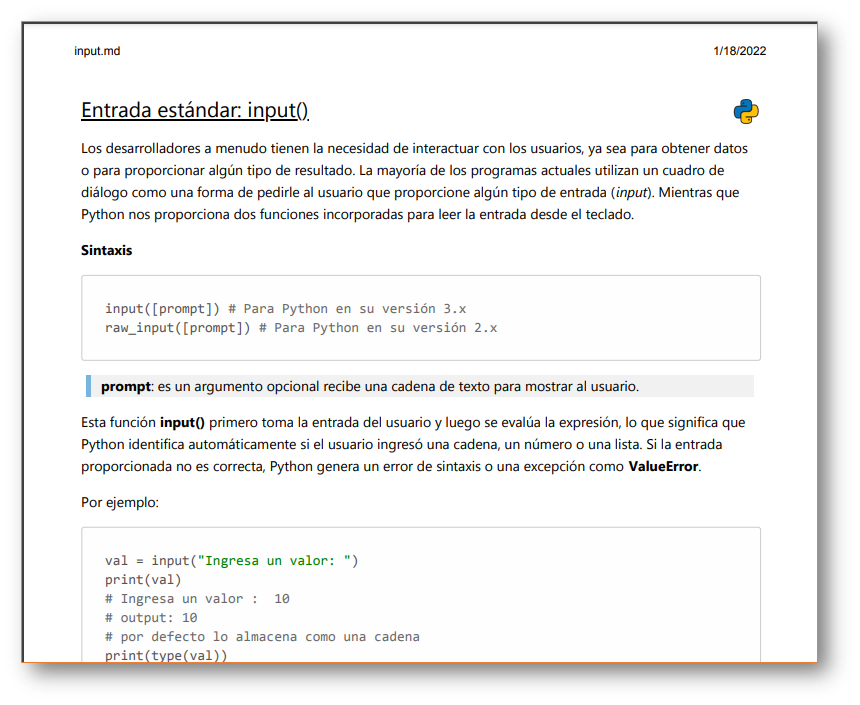 input.md 1/18/2022
Entrada estándar: input()
Los desarrolladores a menudo tienen la necesidad de interactuar con los usuarios, ya sea para obtener datos
o para proporcionar algún tipo de resultado. La mayoría de los programas actuales utilizan un cuadro de
diálogo como una forma de pedirle al usuario que proporcione algún tipo de entrada (input). Mientras que
Python nos proporciona dos funciones incorporadas para leer la entrada desde el teclado.
Sintaxis
input([prompt]) # Para Python en su versión 3.x
raw_input([prompt]) # Para Python en su versión 2.x
prompt: es un argumento opcional recibe una cadena de texto para mostrar al usuario.
Esta función input() primero toma la entrada del usuario y luego se evalúa la expresión, lo que significa que
Python identifica automáticamente si el usuario ingresó una cadena, un número o una lista. Si la entrada
proporcionada no es correcta, Python genera un error de sintaxis o una excepción como ValueError.
Por ejemplo:
val = input("Ingresa un valor: ")
print(val)
# Ingresa un valor :  10
# output: 10
# por defecto lo almacena como una cadena
print(type(val))